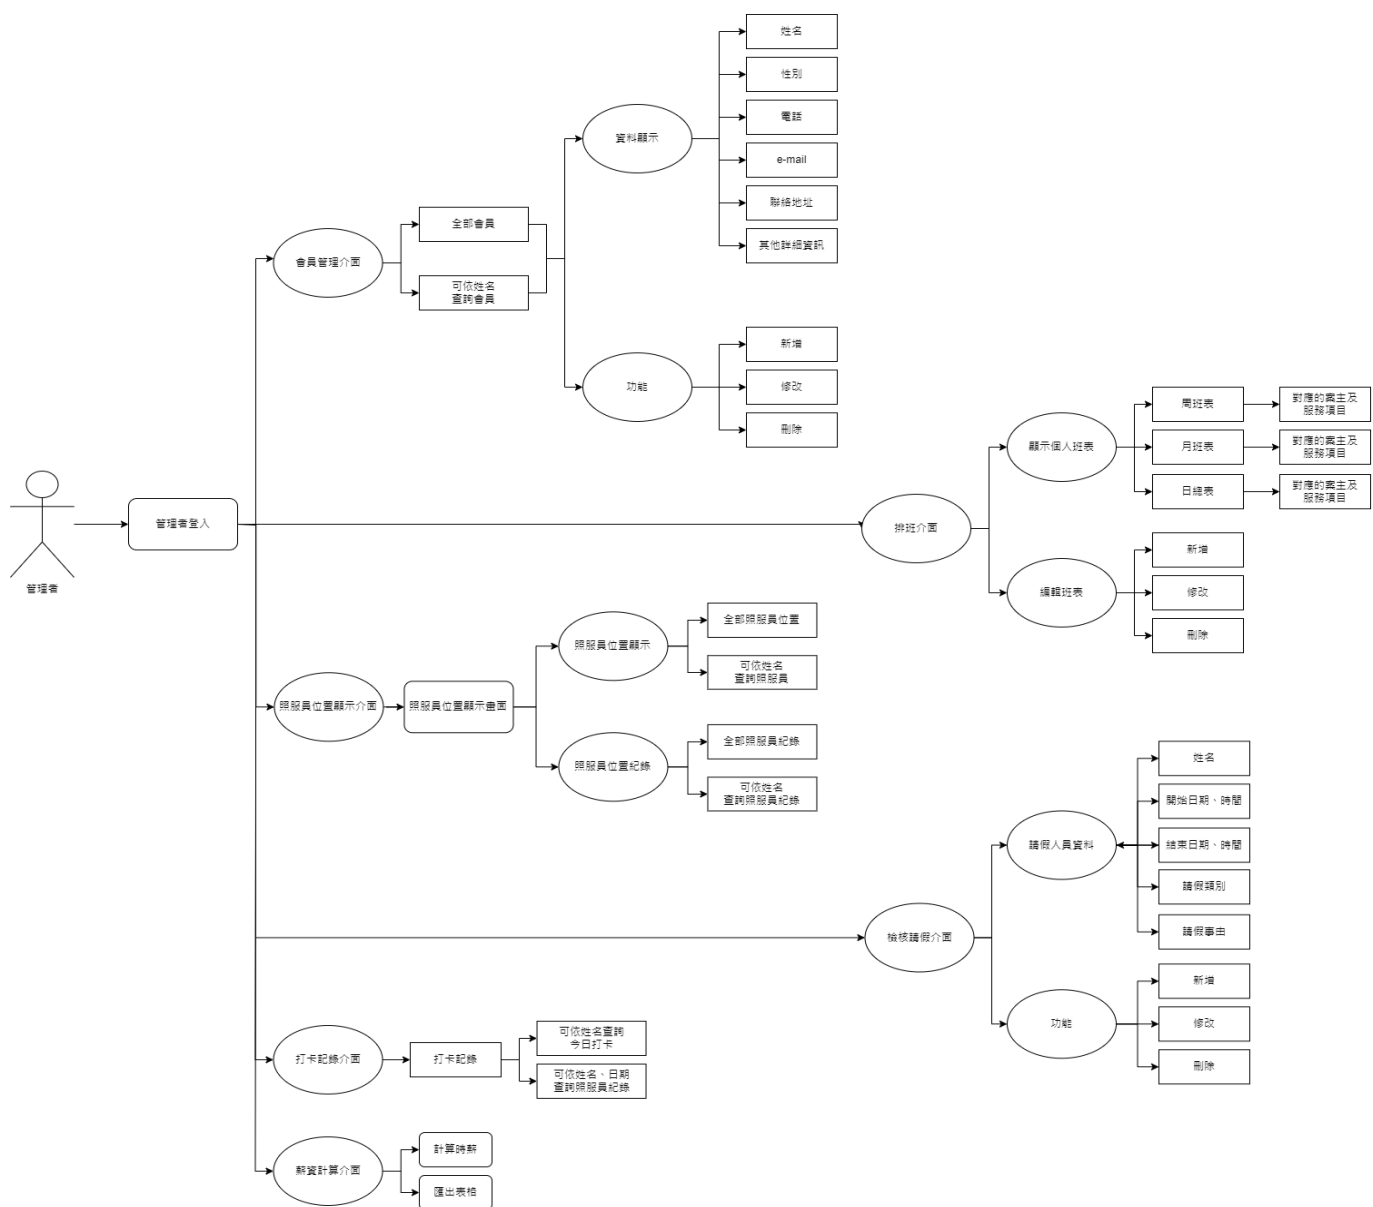 管理者
管理者登入
會員管理介面
全部會員
可依姓名
查詢會員
資料顯示
姓名
性別
電話
e-mail
聯絡地址
其他詳細資訊
功能
新增
修改
刪除
排班介面
顯示個人班表
周班表
對應的案主及
服務項目
月班表
對應的案主及
服務項目
日總表
對應的案主及
服務項目
編輯班表
新增
修改
刪除
照服員位置顯示介面
照服員位置顯示畫面
照服員位置顯示
全部照服員位置
可依姓名
查詢照服員
照服員位置紀錄
全部照服員紀錄
可依姓名
查詢照服員紀錄
檢核請假介面
請假人員資料
姓名
開始日期、時間
結束日期、時間
請假類別
請假事由
功能
新增
修改
刪除
打卡記錄介面
打卡記錄
可依姓名查詢
今日打卡
可依姓名、日期
查詢照服員紀錄
薪資計算介面
計算時薪
匯出表格